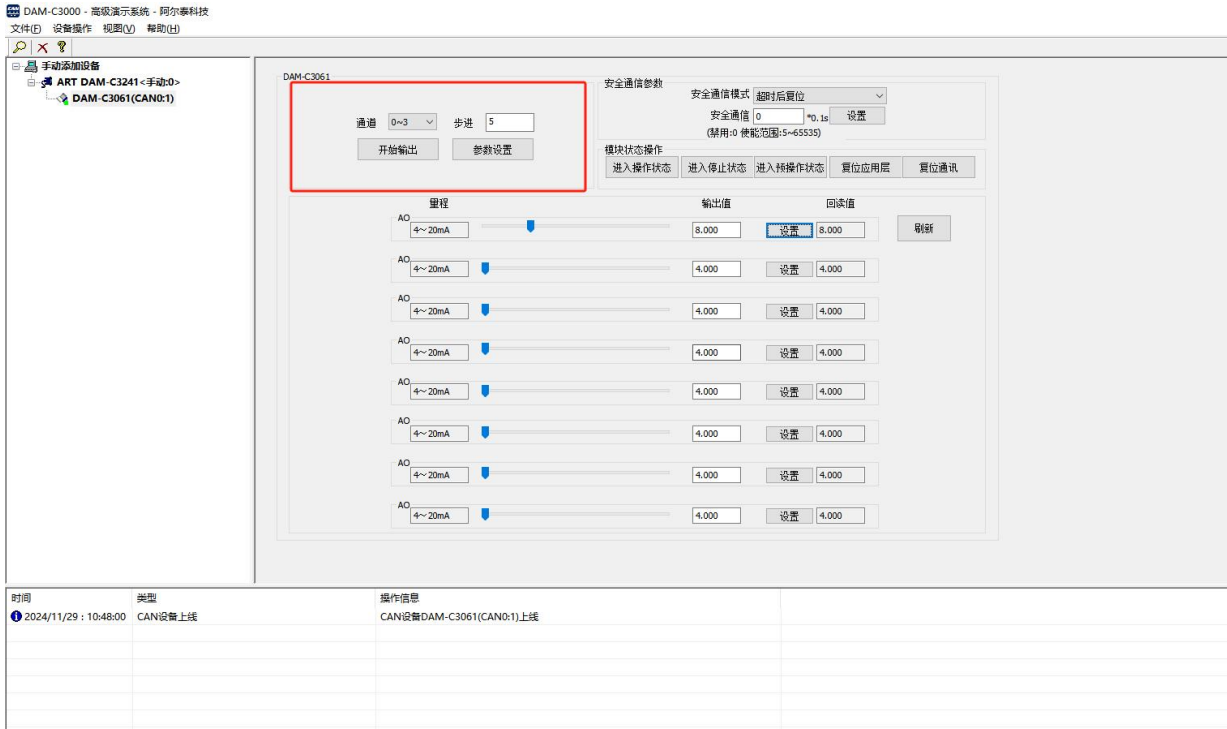 DAM-C3000 - 高级演示系统 - 阿尔泰科技
文件(F) 设备操作 视图(V) 帮助(H)
手动添加设备
ART DAM-C3241<手动:0>
DAM-C3061(CAN0:1)
DAM-C3061
通道 0~3 步进 5
开始输出 参数设置
安全通信参数
安全通信模式 超时后复位
安全通信 0 *0.1s 设置
(禁用:0 使能范围:5~65535)
模块状态操作
进入操作状态 进入停止状态 进入预操作状态 复位应用层 复位通讯
量程 输出值 回读值
AO
4~20mA 8.000 设置 8.000 刷新
AO
4~20mA 4.000 设置 4.000
AO
4~20mA 4.000 设置 4.000
AO
4~20mA 4.000 设置 4.000
AO
4~20mA 4.000 设置 4.000
AO
4~20mA 4.000 设置 4.000
AO
4~20mA 4.000 设置 4.000
AO
4~20mA 4.000 设置 4.000
时间 类型 操作信息
2024/11/29 : 10:48:00 CAN设备上线 CAN设备DAM-C3061(CAN0:1)上线